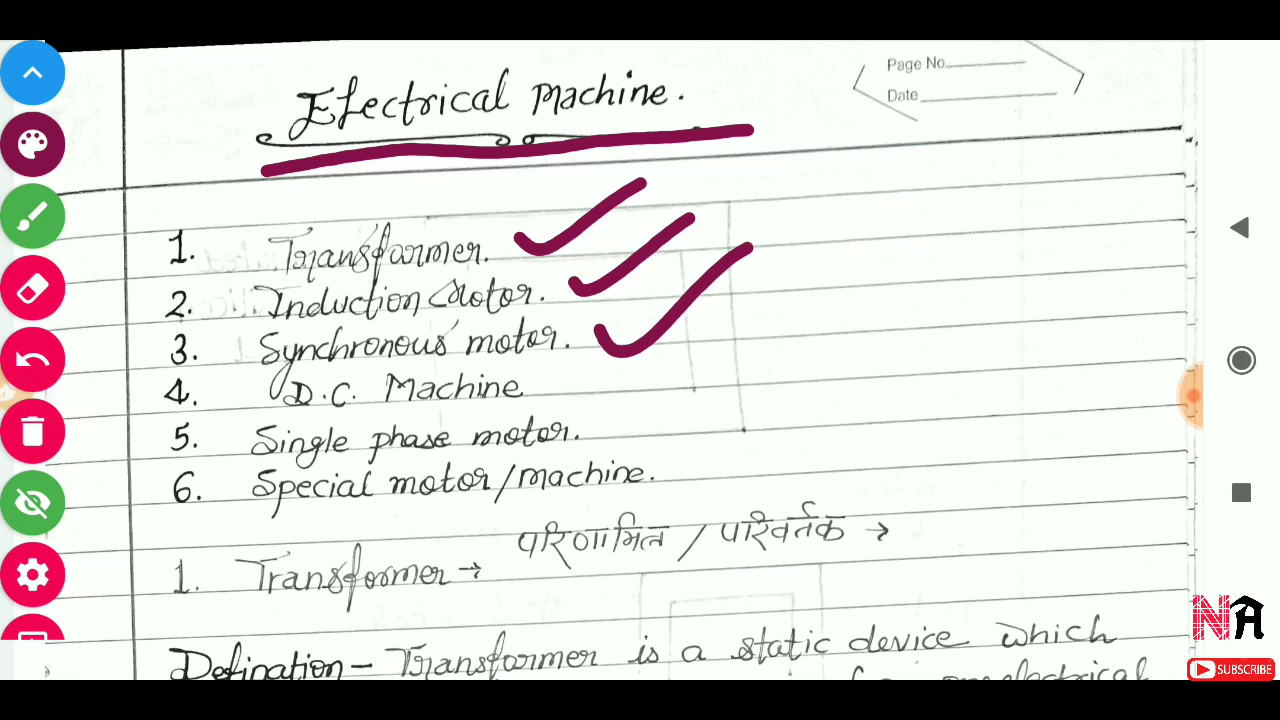 Electrical Machine.
Page No.
Date
1. Transformer.
2. Induction Motor.
3. Synchronous motor.
4. D.C. Machine
5. Single phase motor.
6. Special motor/machine.
परिणामित्र / परिवर्तक →
1. Transformer →
Defination - Transformer is a static device which
electrical
NA
SUBSCRIBE